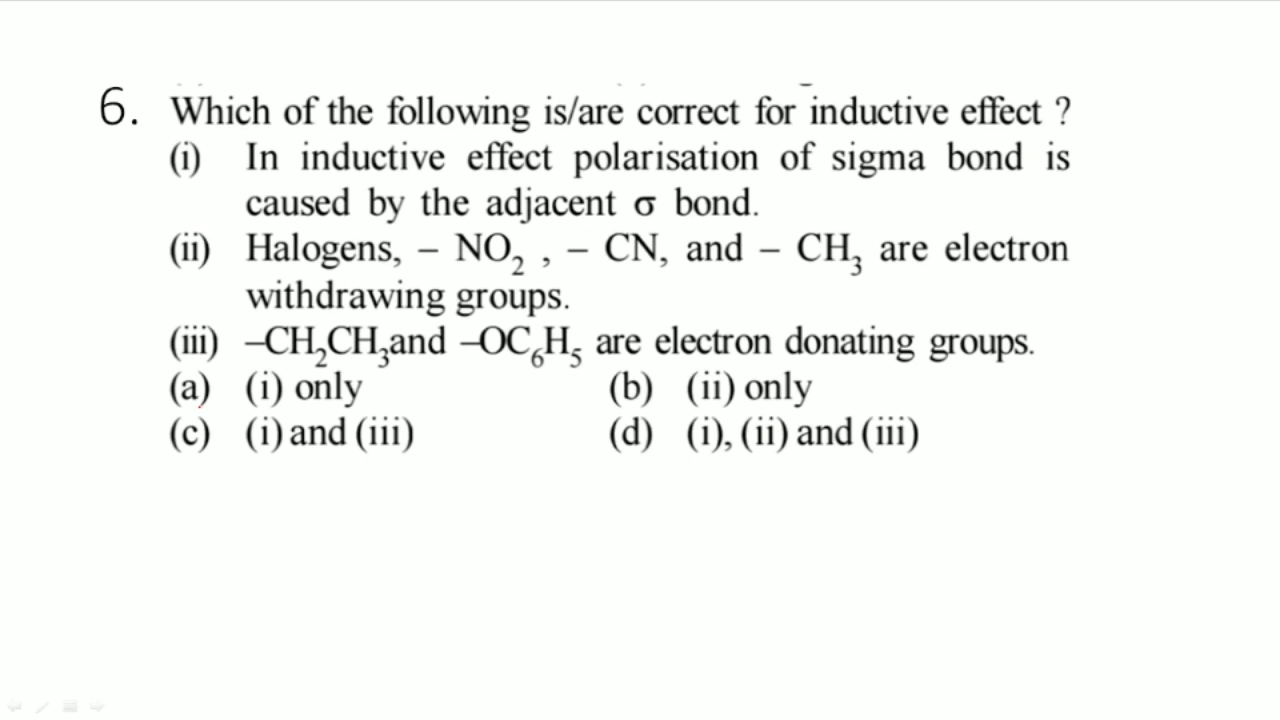 6. Which of the following is/are correct for inductive effect ?
(i) In inductive effect polarisation of sigma bond is
caused by the adjacent σ bond.
(ii) Halogens, – NO₂ , – CN, and – CH₃ are electron
withdrawing groups.
(iii) –CH₂CH₃and –OC₆H₅ are electron donating groups.
(a) (i) only (b) (ii) only
(c) (i) and (iii) (d) (i), (ii) and (iii)